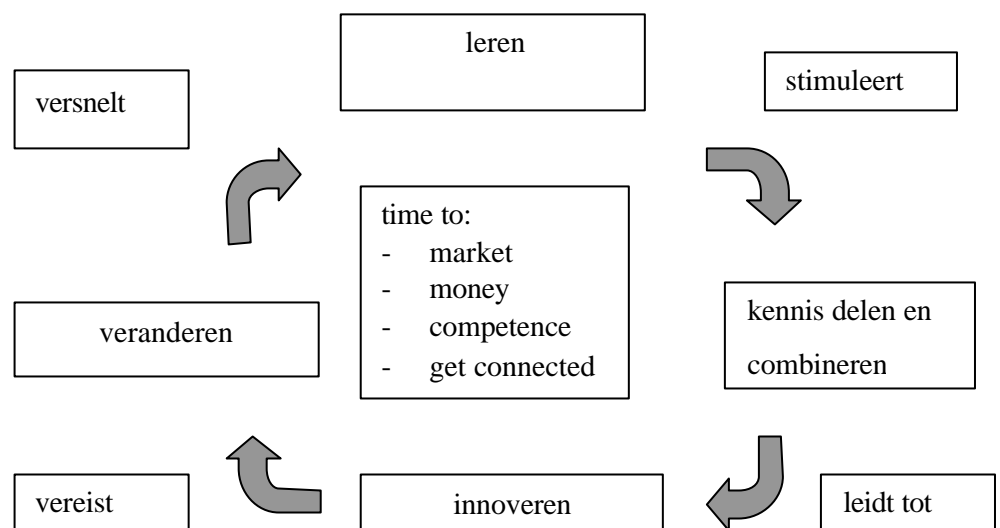 leren
versnelt
stimuleert
time to:
- market
- money
- competence
- get connected
veranderen
kennis delen en
combineren
vereist
innoveren
leidt tot